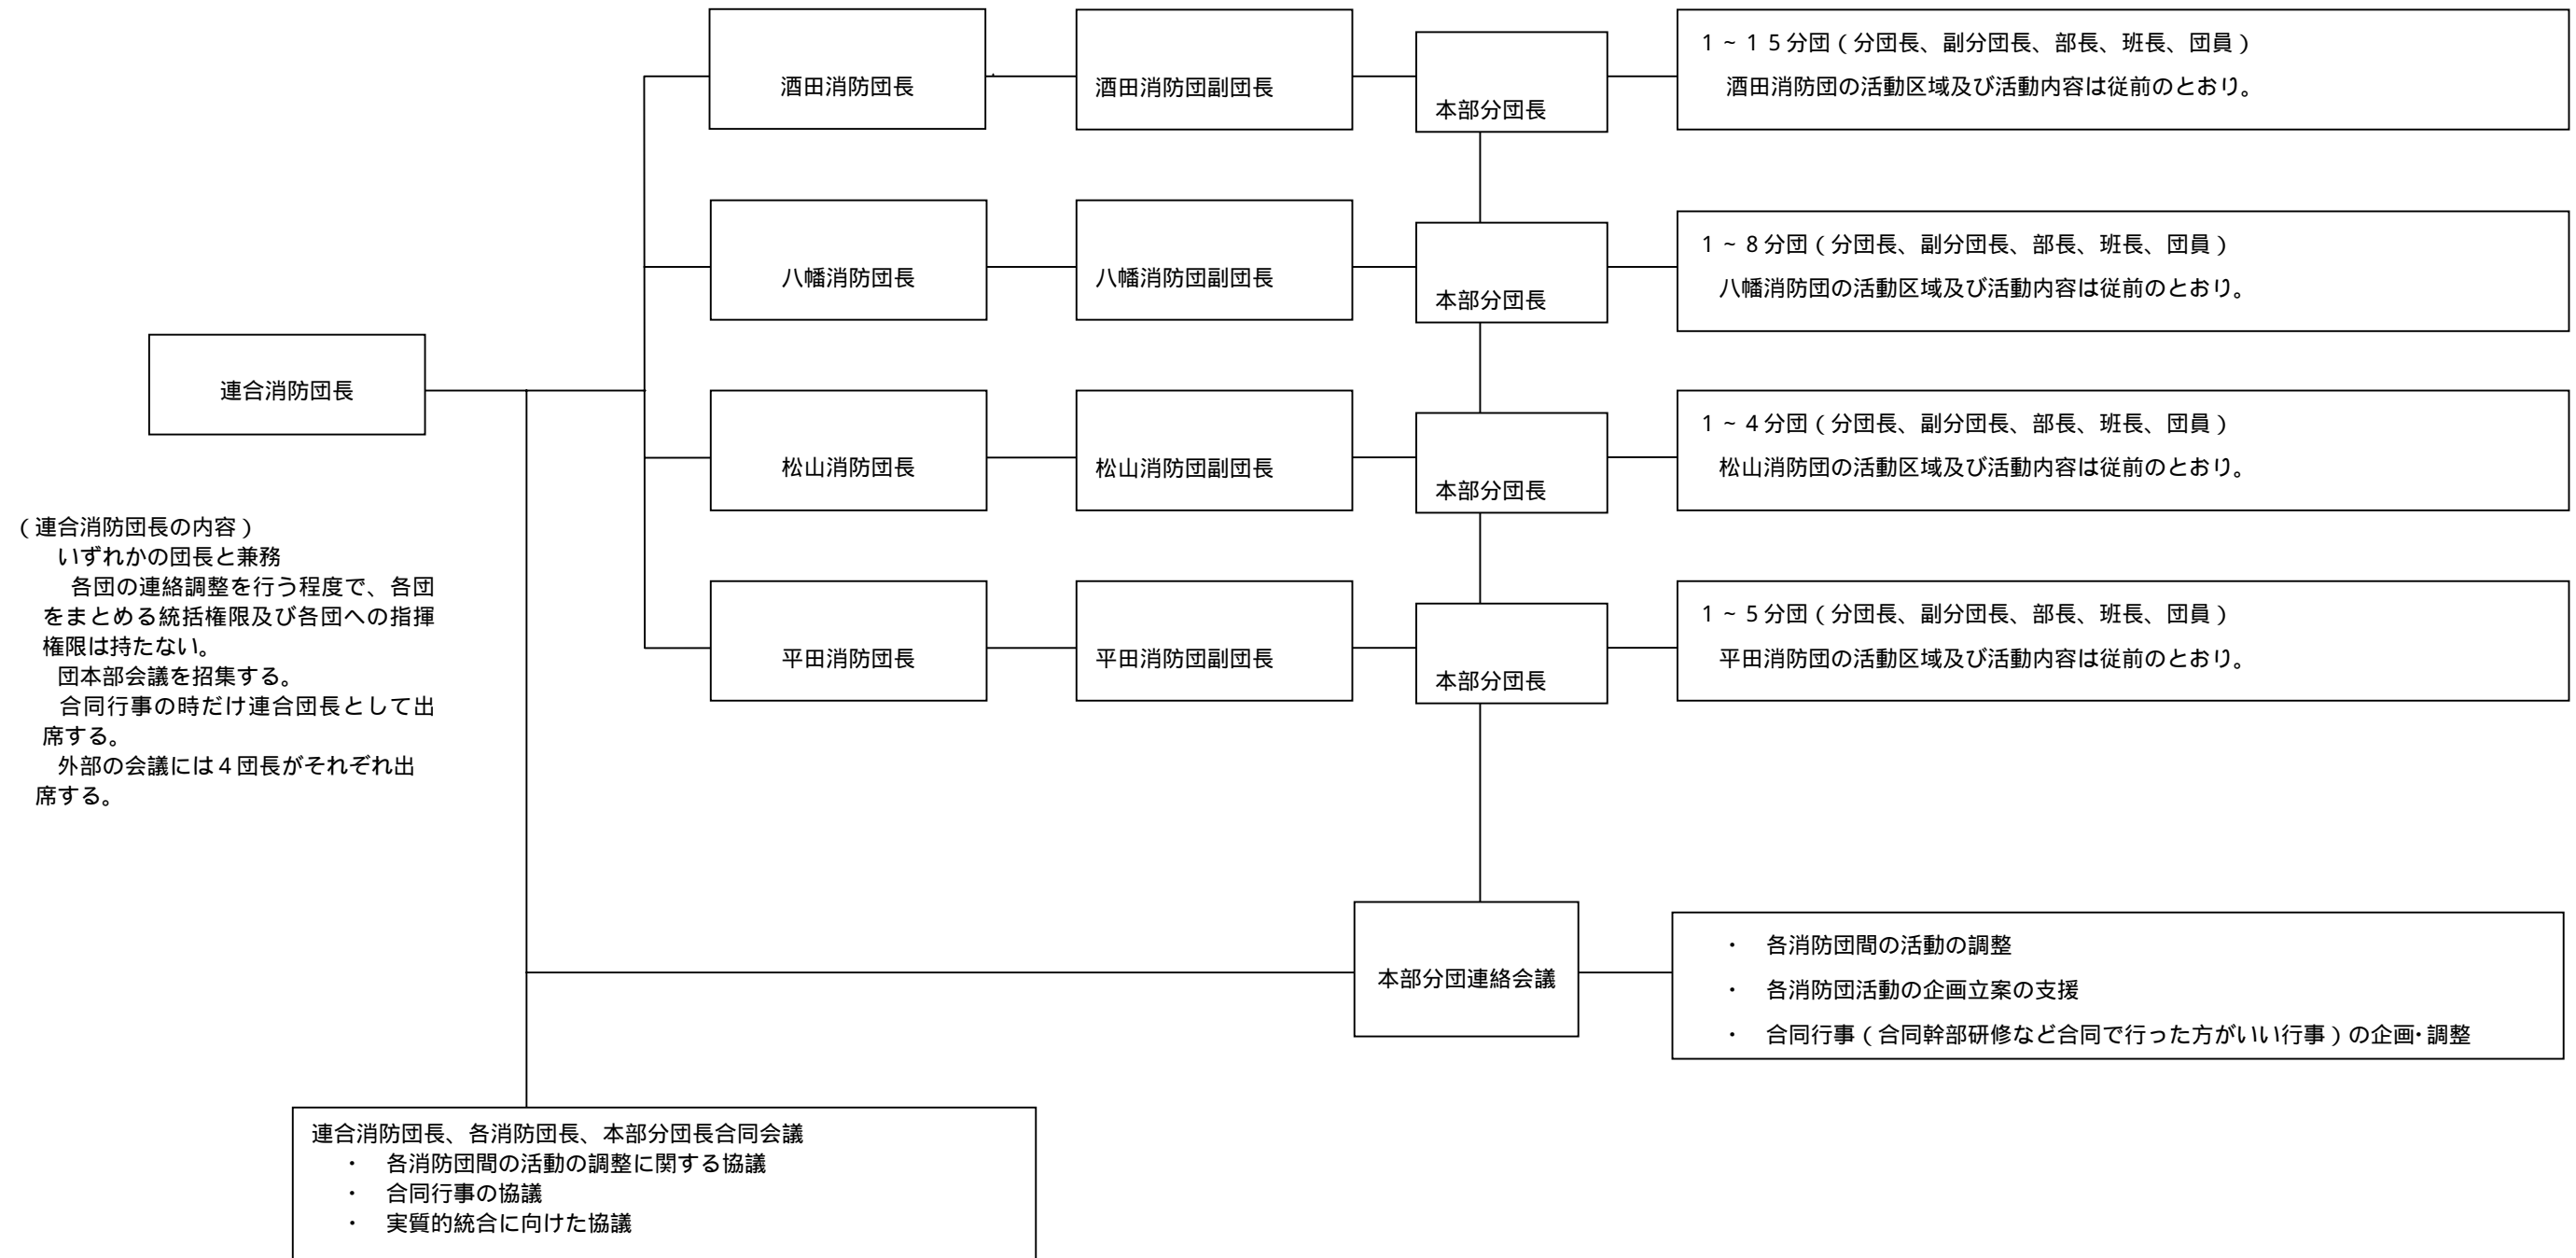 酒田消防団長
酒田消防団副団長
本部分団長
１～１５分団（分団長、副分団長、部長、班長、団員）
酒田消防団の活動区域及び活動内容は従前のとおり。
八幡消防団長
八幡消防団副団長
本部分団長
１～８分団（分団長、副分団長、部長、班長、団員）
八幡消防団の活動区域及び活動内容は従前のとおり。
連合消防団長
松山消防団長
松山消防団副団長
本部分団長
１～４分団（分団長、副分団長、部長、班長、団員）
松山消防団の活動区域及び活動内容は従前のとおり。
平田消防団長
平田消防団副団長
本部分団長
１～５分団（分団長、副分団長、部長、班長、団員）
平田消防団の活動区域及び活動内容は従前のとおり。
（連合消防団長の内容）
いずれかの団長と兼務
各団の連絡調整を行う程度で、各団
をまとめる統括権限及び各団への指揮
権限は持たない。
団本部会議を招集する。
合同行事の時だけ連合団長として出
席する。
外部の会議には４団長がそれぞれ出
席する。
本部分団連絡会議
・　各消防団間の活動の調整
・　各消防団活動の企画立案の支援
・　合同行事（合同幹部研修など合同で行った方がいい行事）の企画・調整
連合消防団長、各消防団長、本部分団長合同会議
・　各消防団間の活動の調整に関する協議
・　合同行事の協議
・　実質的統合に向けた協議